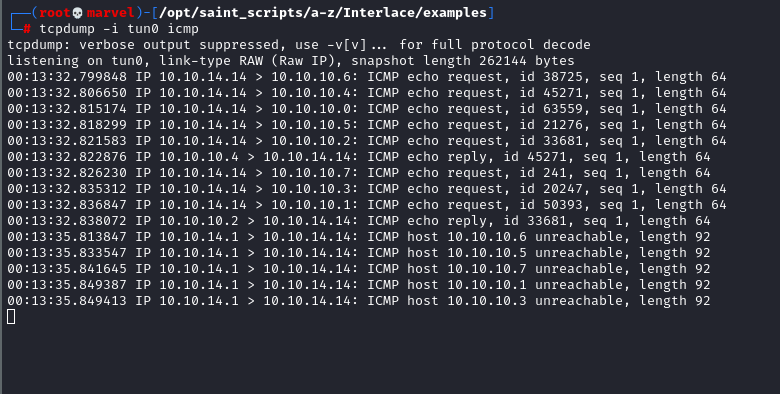 ┌──(root💀marvel)-[/opt/saint_scripts/a-z/Interlace/examples]
└─# tcpdump -i tun0 icmp
tcpdump: verbose output suppressed, use -v[v]... for full protocol decode
listening on tun0, link-type RAW (Raw IP), snapshot length 262144 bytes
00:13:32.799848 IP 10.10.14.14 > 10.10.10.6: ICMP echo request, id 38725, seq 1, length 64
00:13:32.806650 IP 10.10.14.14 > 10.10.10.4: ICMP echo request, id 45271, seq 1, length 64
00:13:32.815174 IP 10.10.14.14 > 10.10.10.0: ICMP echo request, id 63559, seq 1, length 64
00:13:32.818299 IP 10.10.14.14 > 10.10.10.5: ICMP echo request, id 21276, seq 1, length 64
00:13:32.821583 IP 10.10.14.14 > 10.10.10.2: ICMP echo request, id 33681, seq 1, length 64
00:13:32.822876 IP 10.10.10.4 > 10.10.14.14: ICMP echo reply, id 45271, seq 1, length 64
00:13:32.826230 IP 10.10.14.14 > 10.10.10.7: ICMP echo request, id 241, seq 1, length 64
00:13:32.835312 IP 10.10.14.14 > 10.10.10.3: ICMP echo request, id 20247, seq 1, length 64
00:13:32.836847 IP 10.10.14.14 > 10.10.10.1: ICMP echo request, id 50393, seq 1, length 64
00:13:32.838072 IP 10.10.10.2 > 10.10.14.14: ICMP echo reply, id 33681, seq 1, length 64
00:13:35.813847 IP 10.10.14.1 > 10.10.14.14: ICMP host 10.10.10.6 unreachable, length 92
00:13:35.833547 IP 10.10.14.1 > 10.10.14.14: ICMP host 10.10.10.5 unreachable, length 92
00:13:35.841645 IP 10.10.14.1 > 10.10.14.14: ICMP host 10.10.10.7 unreachable, length 92
00:13:35.849387 IP 10.10.14.1 > 10.10.14.14: ICMP host 10.10.10.1 unreachable, length 92
00:13:35.849413 IP 10.10.14.1 > 10.10.14.14: ICMP host 10.10.10.3 unreachable, length 92